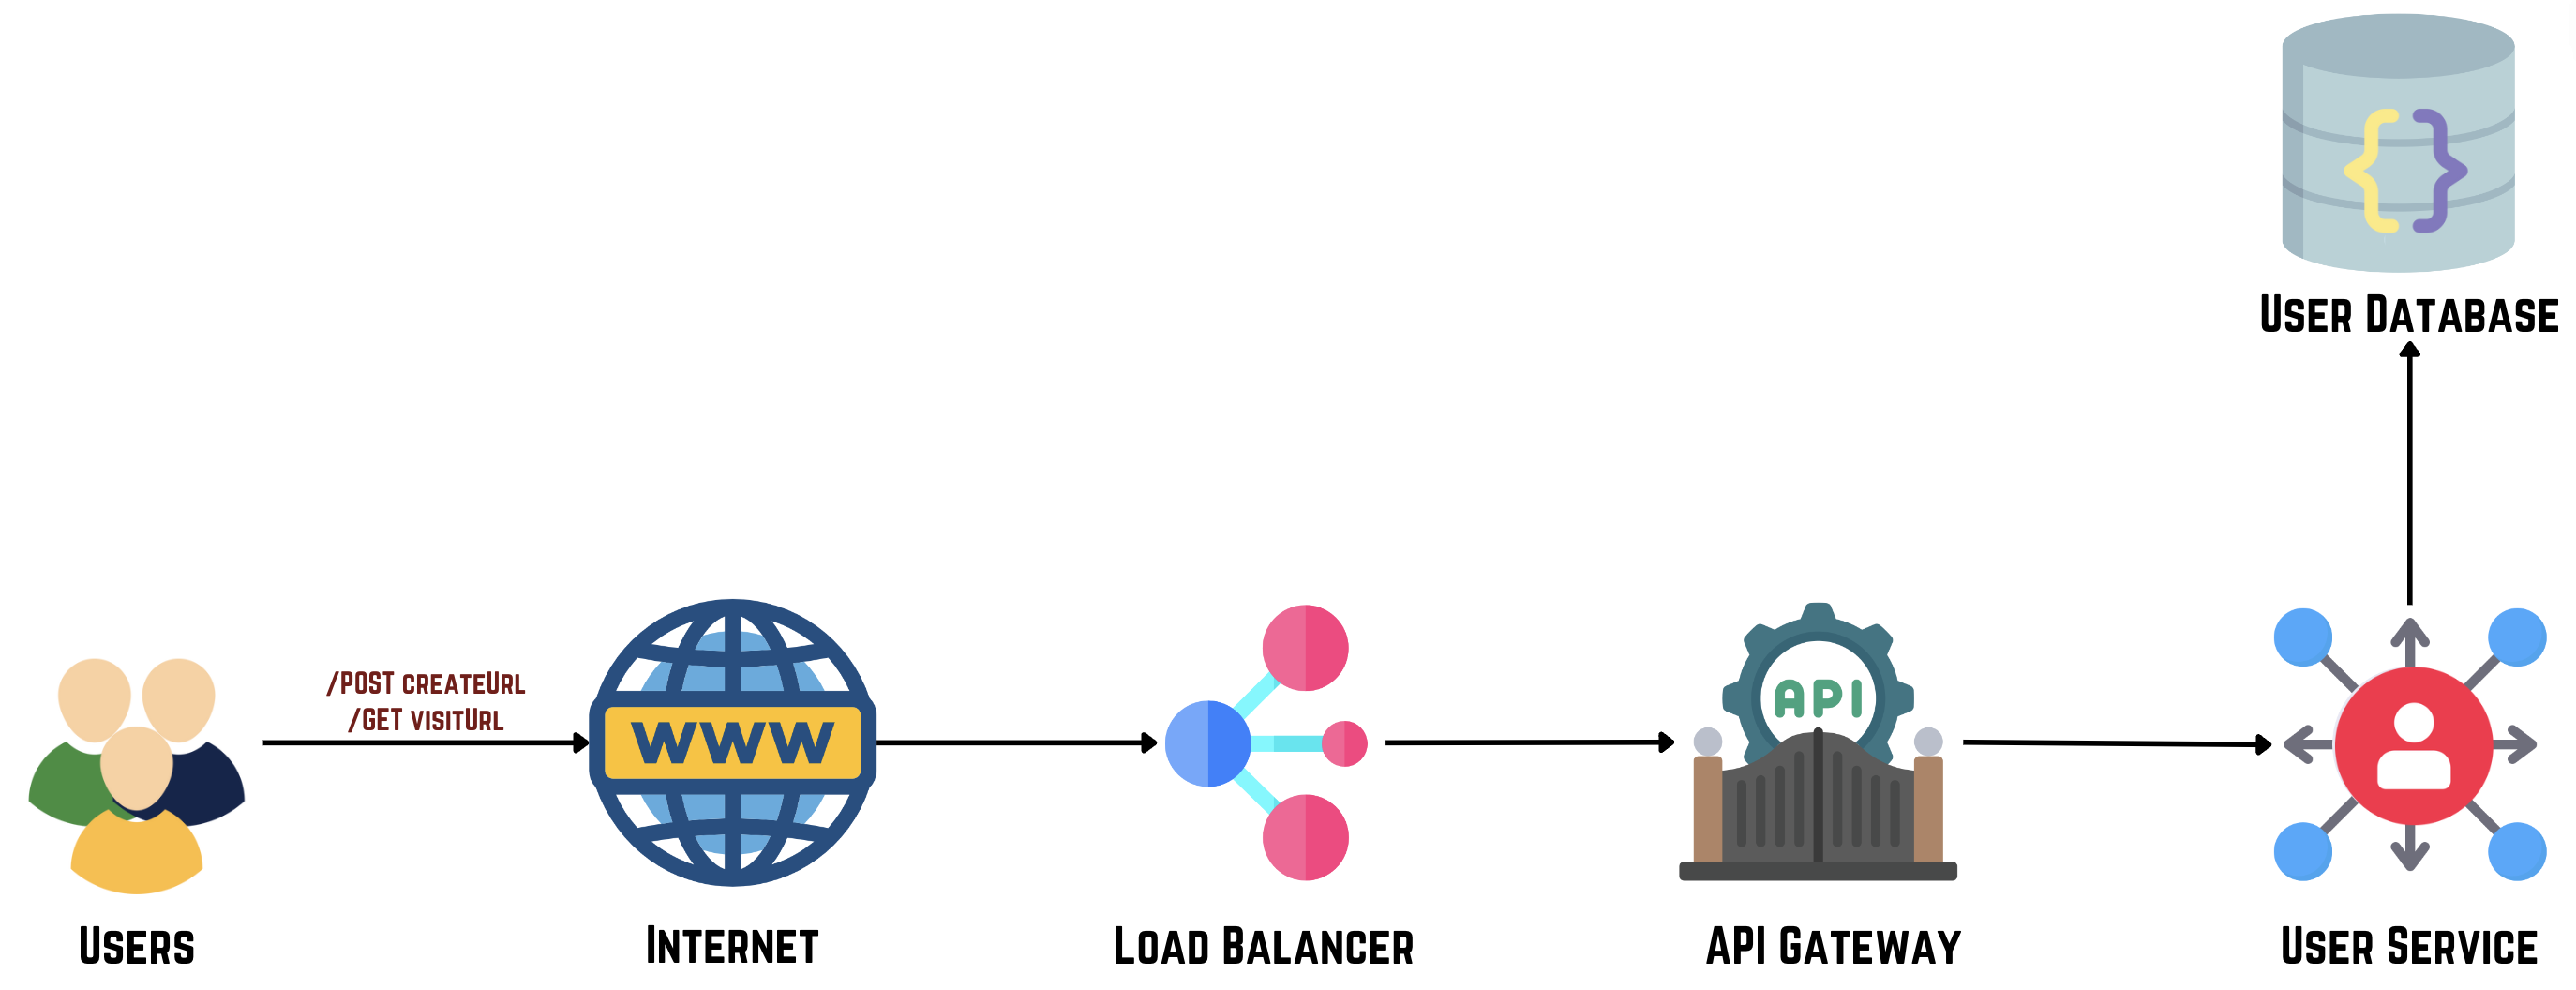 User Database
/POST createUrl
/GET visitUrl
WWW
API
Users
Internet
Load Balancer
API Gateway
User Service